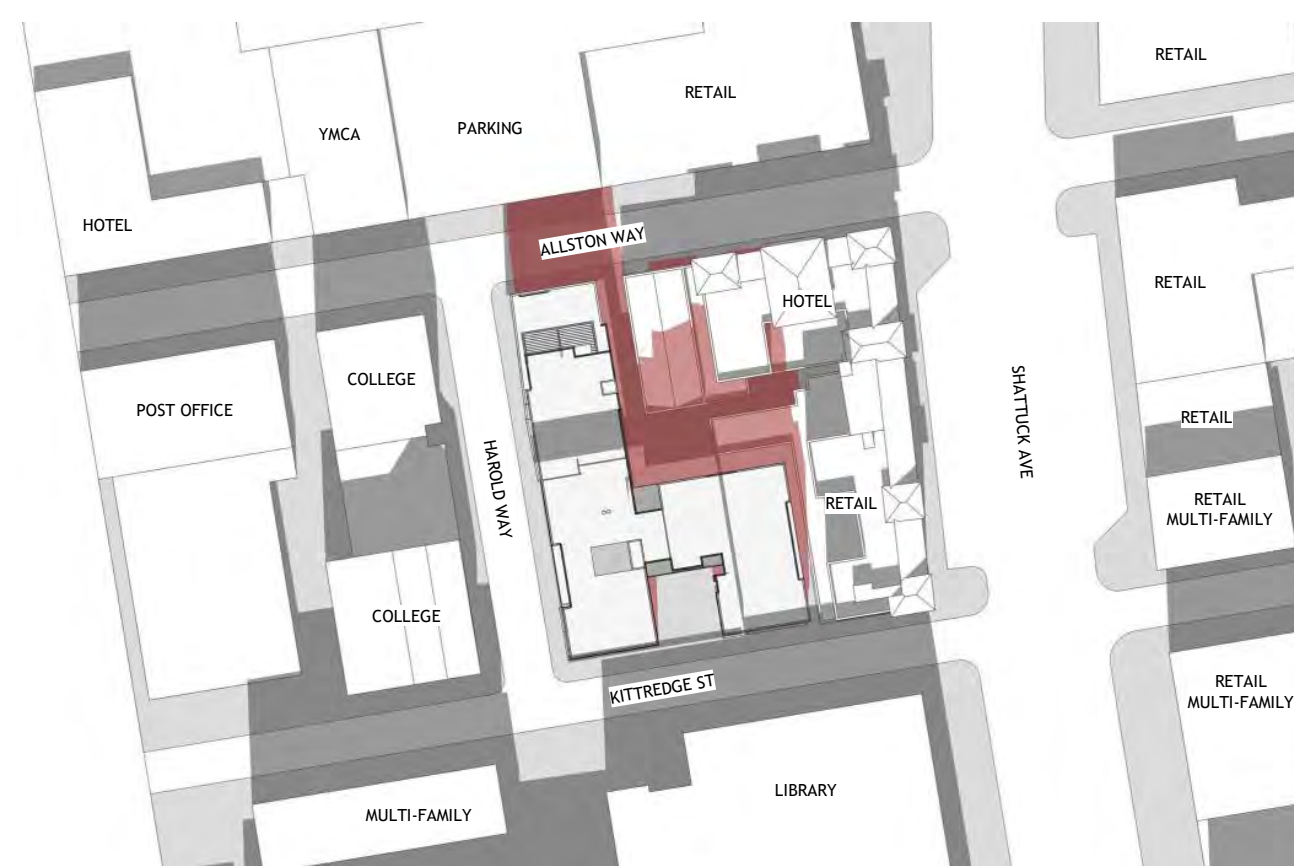 RETAIL
RETAIL
YMCA
PARKING
HOTEL
ALLSTON WAY
HOTEL
RETAIL
COLLEGE
POST OFFICE
SHATTUCK AVE
RETAIL
HAROLD WAY
RETAIL
RETAIL
MULTI-FAMILY
COLLEGE
KITTREDGE ST
RETAIL
MULTI-FAMILY
LIBRARY
MULTI-FAMILY